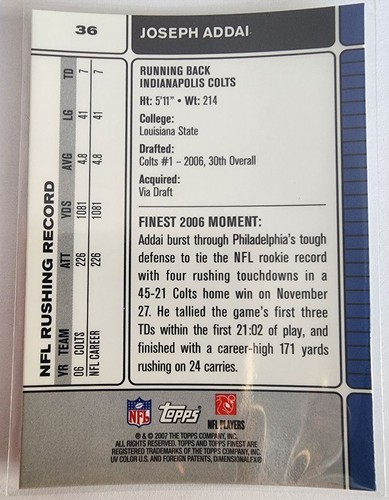 36
JOSEPH ADDAI
RUNNING BACK
INDIANAPOLIS COLTS
Ht: 5'11" • Wt: 214
College:
Louisiana State
Drafted:
Colts #1 – 2006, 30th Overall
Acquired:
Via Draft
FINEST 2006 MOMENT:
Addai burst through Philadelphia's tough
defense to tie the NFL rookie record
with four rushing touchdowns in a
45-21 Colts home win on November
27. He tallied the game's first three
TDs within the first 21:02 of play, and
finished with a career-high 171 yards
rushing on 24 carries.
NFL RUSHING RECORD
YR TEAM ATT YDS AVG LG TD
06 COLTS 226 1081 4.8 41 7
NFL CAREER 226 1081 4.8 41 7
NFL
Topps
NFL PLAYERS
® & © 2007 THE TOPPS COMPANY, INC.
ALL RIGHTS RESERVED. TOPPS AND TOPPS FINEST ARE
REGISTERED TRADEMARKS OF THE TOPPS COMPANY, INC.
UV COLOR U.S. AND FOREIGN PATENTS, DIMENSIONALFX®